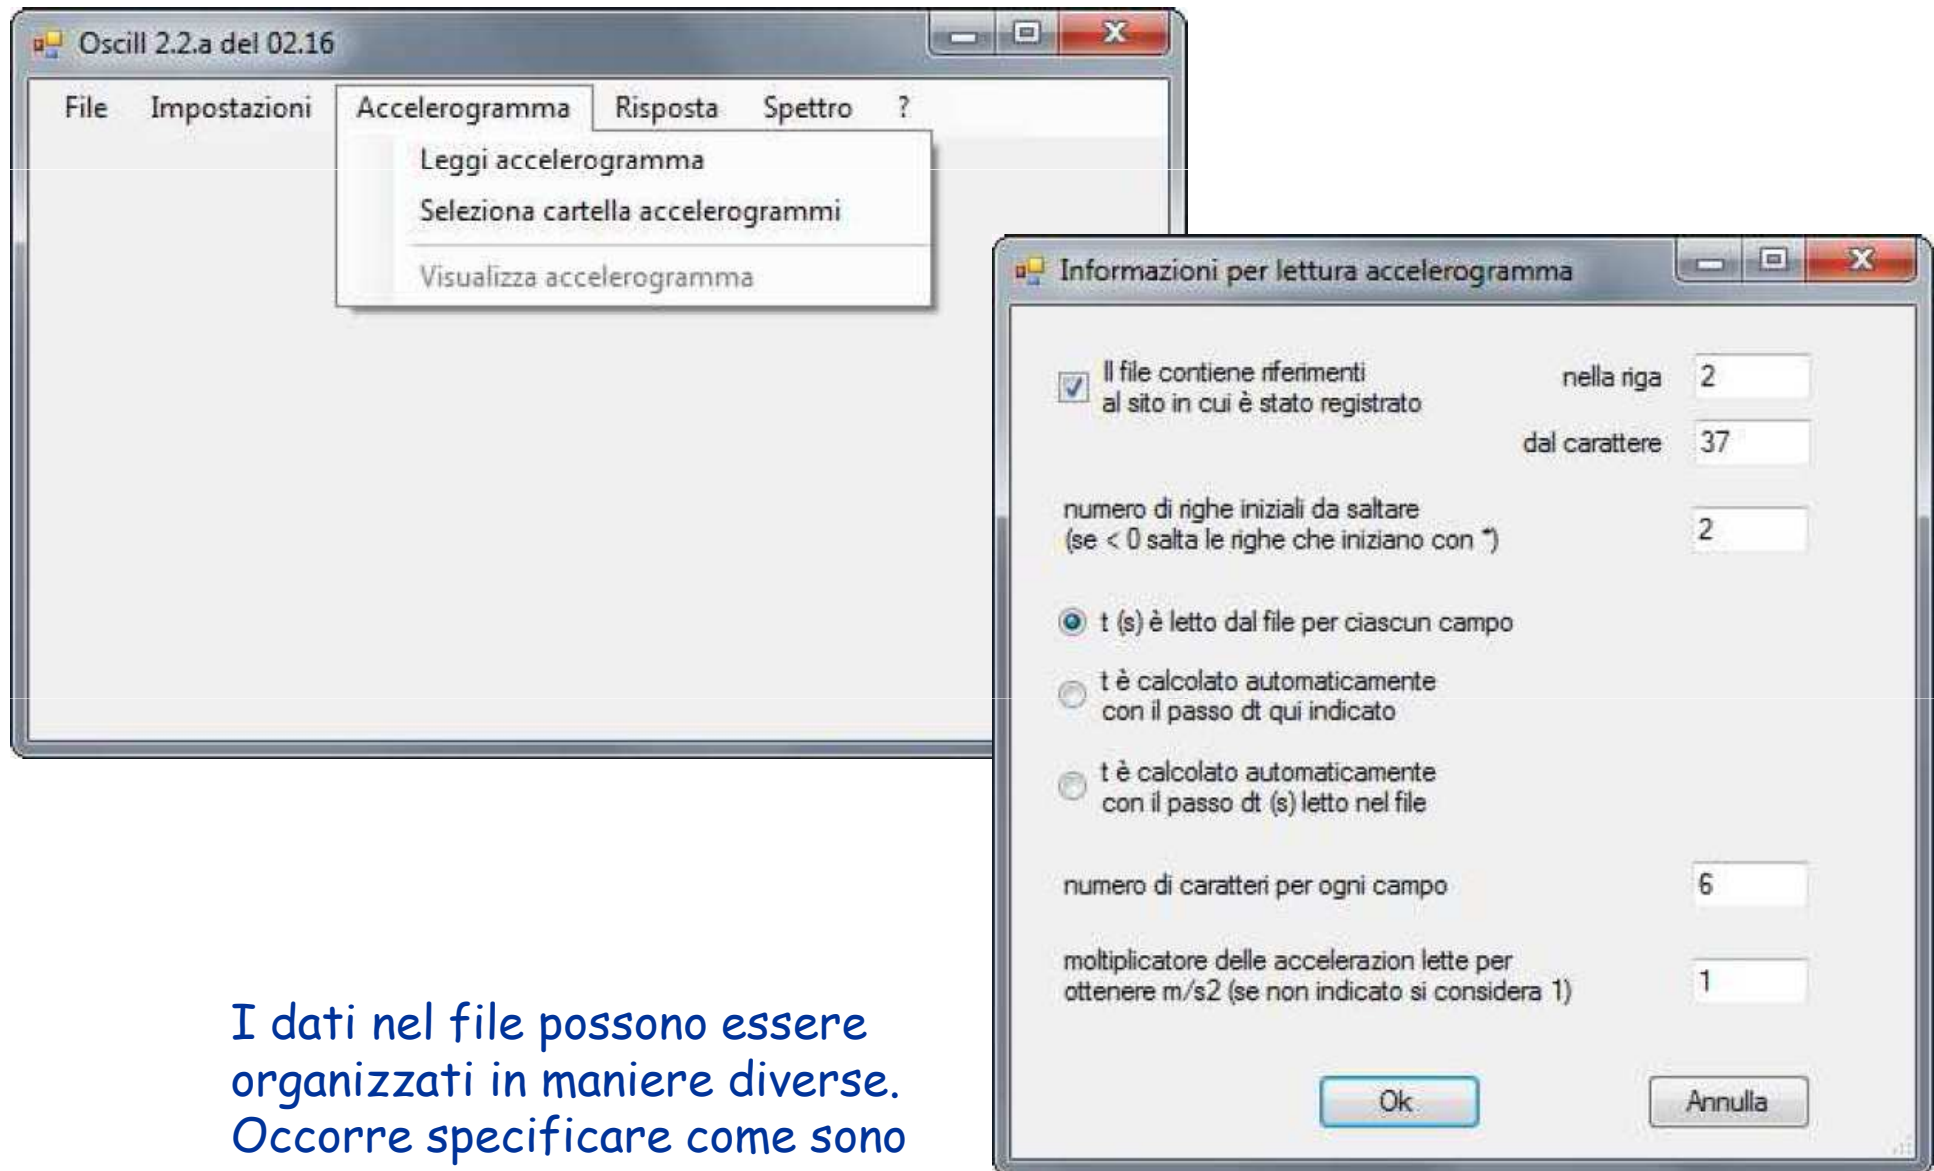 Oscill 2.2.a del 02.16
File Impostazioni Accelerogramma Risposta Spettro ?
Leggi accelerogramma
Seleziona cartella accelerogrammi
Visualizza accelerogramma
Informazioni per lettura accelerogramma
Il file contiene riferimenti
al sito in cui è stato registrato
nella riga 2
dal carattere 37
numero di righe iniziali da saltare
(se < 0 salta le righe che iniziano con *)
2
t (s) è letto dal file per ciascun campo
t è calcolato automaticamente
con il passo dt qui indicato
t è calcolato automaticamente
con il passo dt (s) letto nel file
numero di caratteri per ogni campo 6
moltiplicatore delle accelerazion lette per
ottenere m/s2 (se non indicato si considera 1)
1
Ok Annulla
I dati nel file possono essere
organizzati in maniere diverse.
Occorre specificare come sono